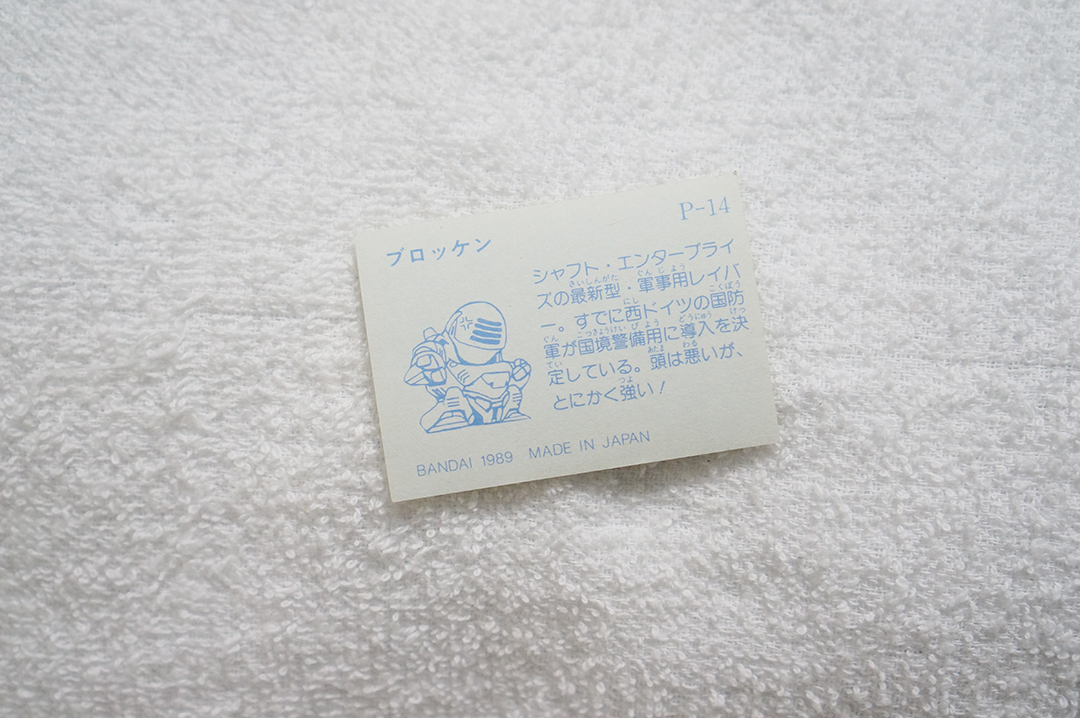 P-14
ブロッケン
シャフト・エンタープライ
ズの最新型・軍事用レイバ
ー。すでに西ドイツの国防
軍が国境警備用に導入を決
定している。頭は悪いが、
とにかく強い!
BANDAI 1989 MADE IN JAPAN